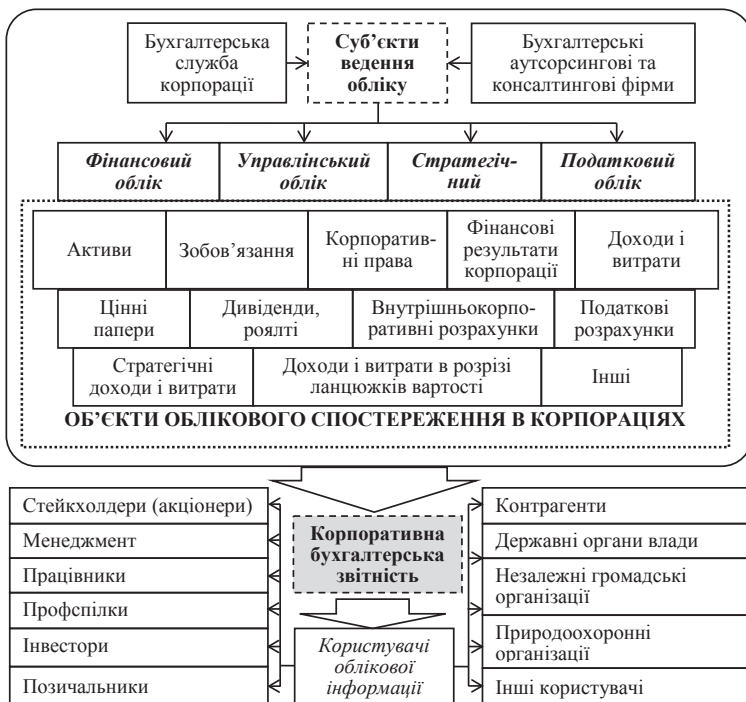 Бухгалтерська
служба
корпорації
Суб’єкти
ведення
обліку
Бухгалтерські
аутсорсингові та
консалтингові фірми
Фінансовий
облік
Управлінський
облік
Стратегіч-
ний
Податковий
облік
Активи
Зобов’язання
Корпоратив-
ні права
Фінансові
результати
корпорації
Доходи і
витрати
Цінні
папери
Дивіденди,
роялті
Внутрішньокорпо-
ративні розрахунки
Податкові
розрахунки
Стратегічні
доходи і витрати
Доходи і витрати в розрізі
ланцюжків вартості
Інші
ОБ’ЄКТИ ОБЛІКОВОГО СПОСТЕРЕЖЕННЯ В КОРПОРАЦІЯХ
Стейкхолдери (акціонери)
Менеджмент
Працівники
Профспілки
Інвестори
Позичальники
Корпоративна
бухгалтерська
звітність
Користувачі
облікової
інформації
Контрагенти
Державні органи влади
Незалежні громадські
організації
Природоохоронні
організації
Інші користувачі